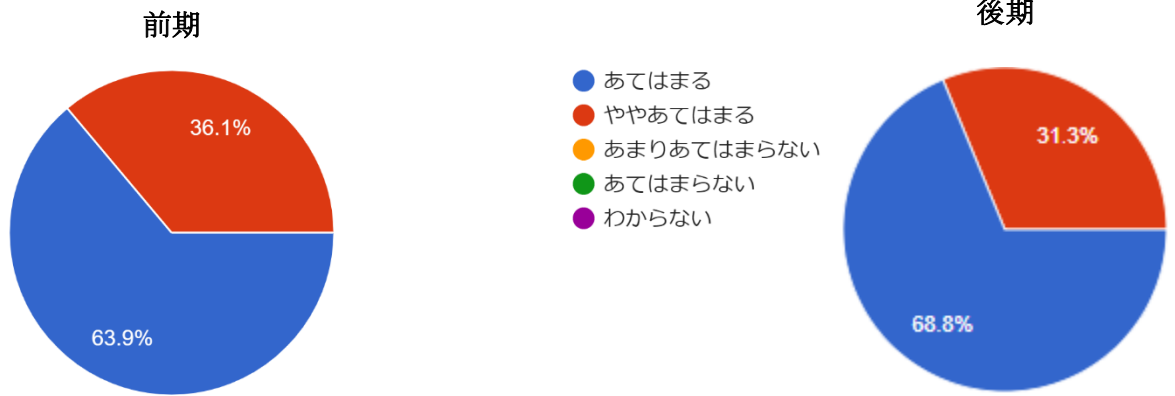 前期
36.1%
63.9%
あてはまる
ややあてはまる
あまりあてはまらない
あてはまらない
わからない
後期
31.3%
68.8%